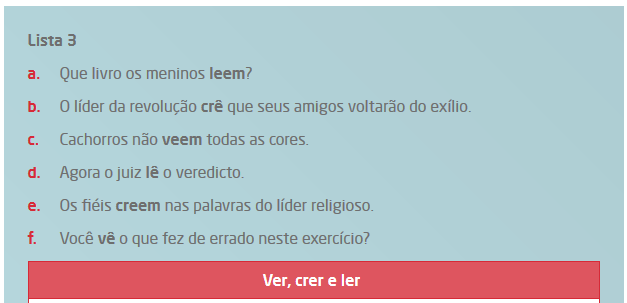 Lista 3
a. Que livro os meninos leem?
b. O líder da revolução crê que seus amigos voltarão do exílio.
c. Cachorros não veem todas as cores.
d. Agora o juiz lê o veredicto.
e. Os fiéis creem nas palavras do líder religioso.
f. Você vê o que fez de errado neste exercício?
Ver, crer e ler